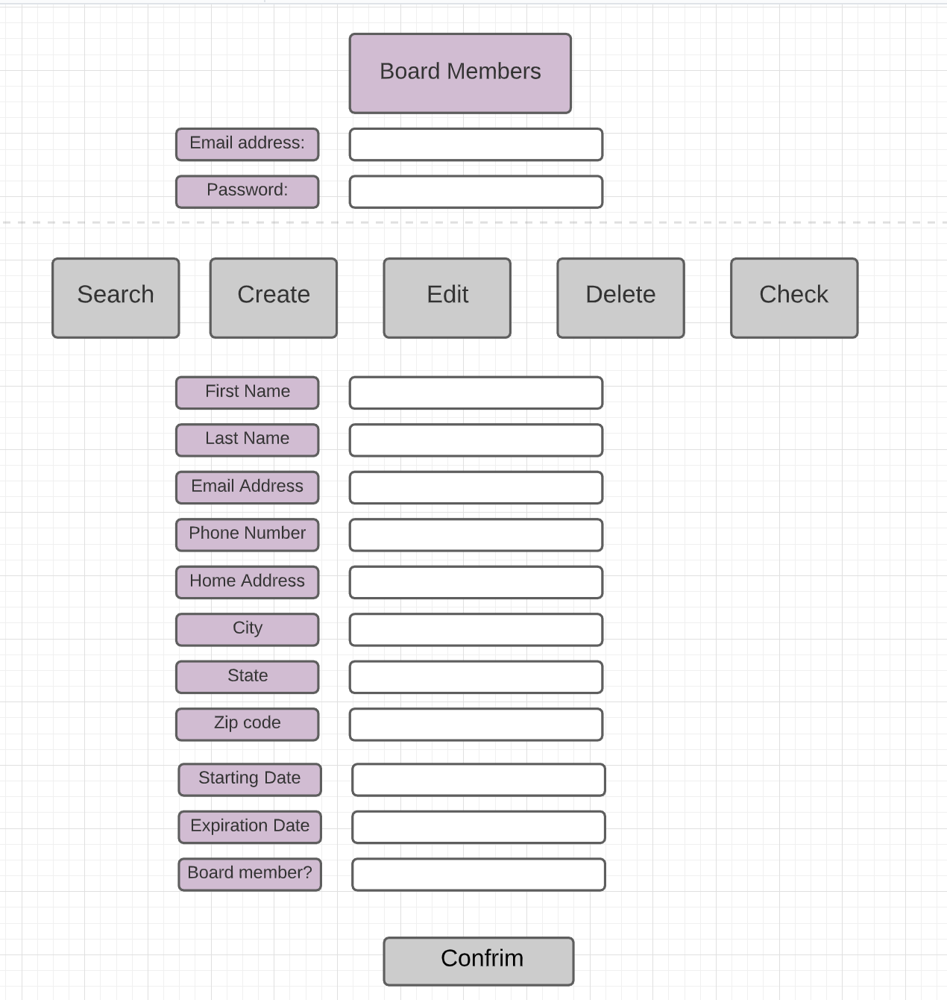 Board Members
Email address:
Password:
Search
Create
Edit
Delete
Check
First Name
Last Name
Email Address
Phone Number
Home Address
City
State
Zip code
Starting Date
Expiration Date
Board member?
Confrim